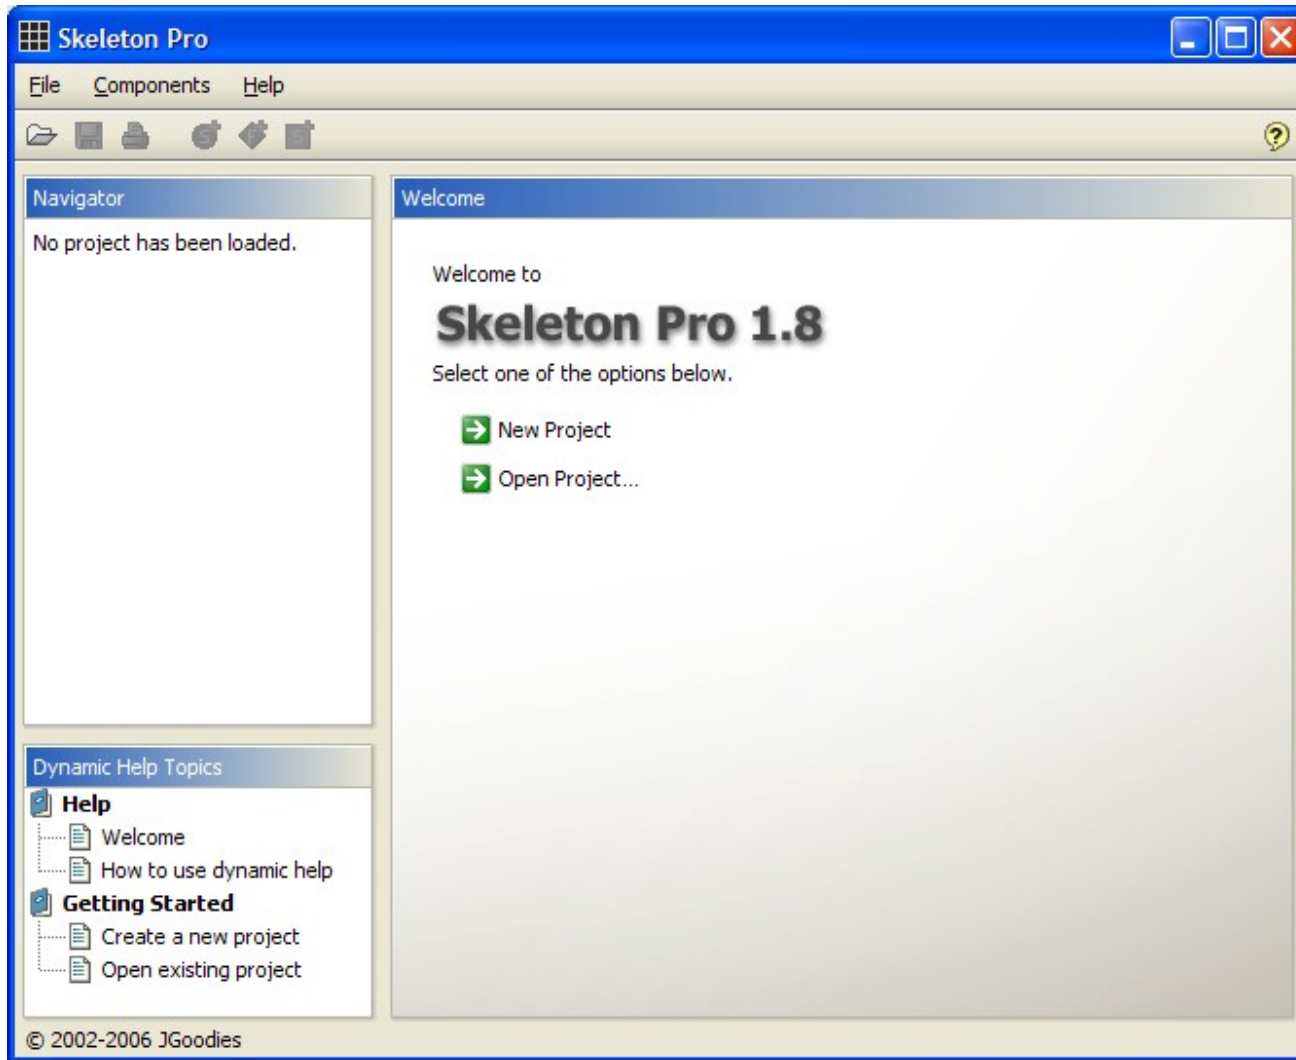 Skeleton Pro
File Components Help
Navigator
No project has been loaded.
Welcome
Welcome to
Skeleton Pro 1.8
Select one of the options below.
New Project
Open Project...
Dynamic Help Topics
Help
Welcome
How to use dynamic help
Getting Started
Create a new project
Open existing project
© 2002-2006 JGoodies